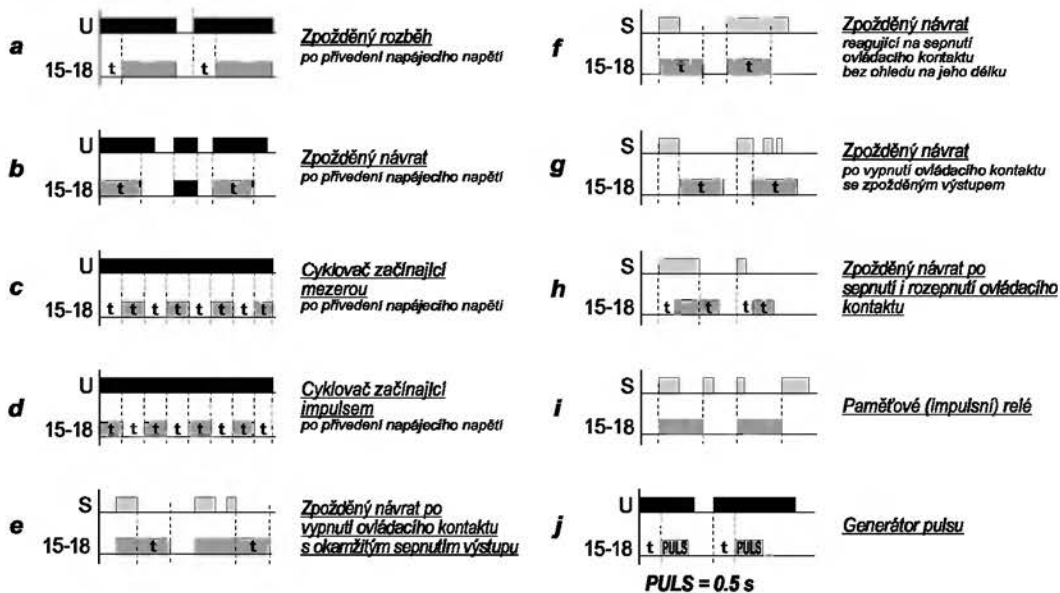 a
U
15-18
t
t
Zpožděný rozběh
po přivedení napájecího napětí
b
U
15-18
t
t
Zpožděný návrat
po přivedení napájecího napětí
c
U
15-18
t t t t t t t t
Cyklovač začínající
mezerou
po přivedení napájecího napětí
d
U
15-18
t t t t t t t t
Cyklovač začínající
impulsem
po přivedení napájecího napětí
e
S
15-18
t
t
Zpožděný návrat po
vypnutí ovládacího kontaktu
s okamžitým sepnutím výstupu
f
S
15-18
t
t
Zpožděný návrat
reagující na sepnutí
ovládacího kontaktu
bez ohledu na jeho délku
g
S
15-18
t
t
Zpožděný návrat
po vypnutí ovládacího kontaktu
se zpožděným výstupem
h
S
15-18
t t t t
Zpožděný návrat po
sepnutí i rozepnutí ovládacího
kontaktu
i
S
15-18
Paměťové (impulsní) relé
j
U
15-18
t PULS t PULS
Generátor pulsu
PULS = 0.5 s